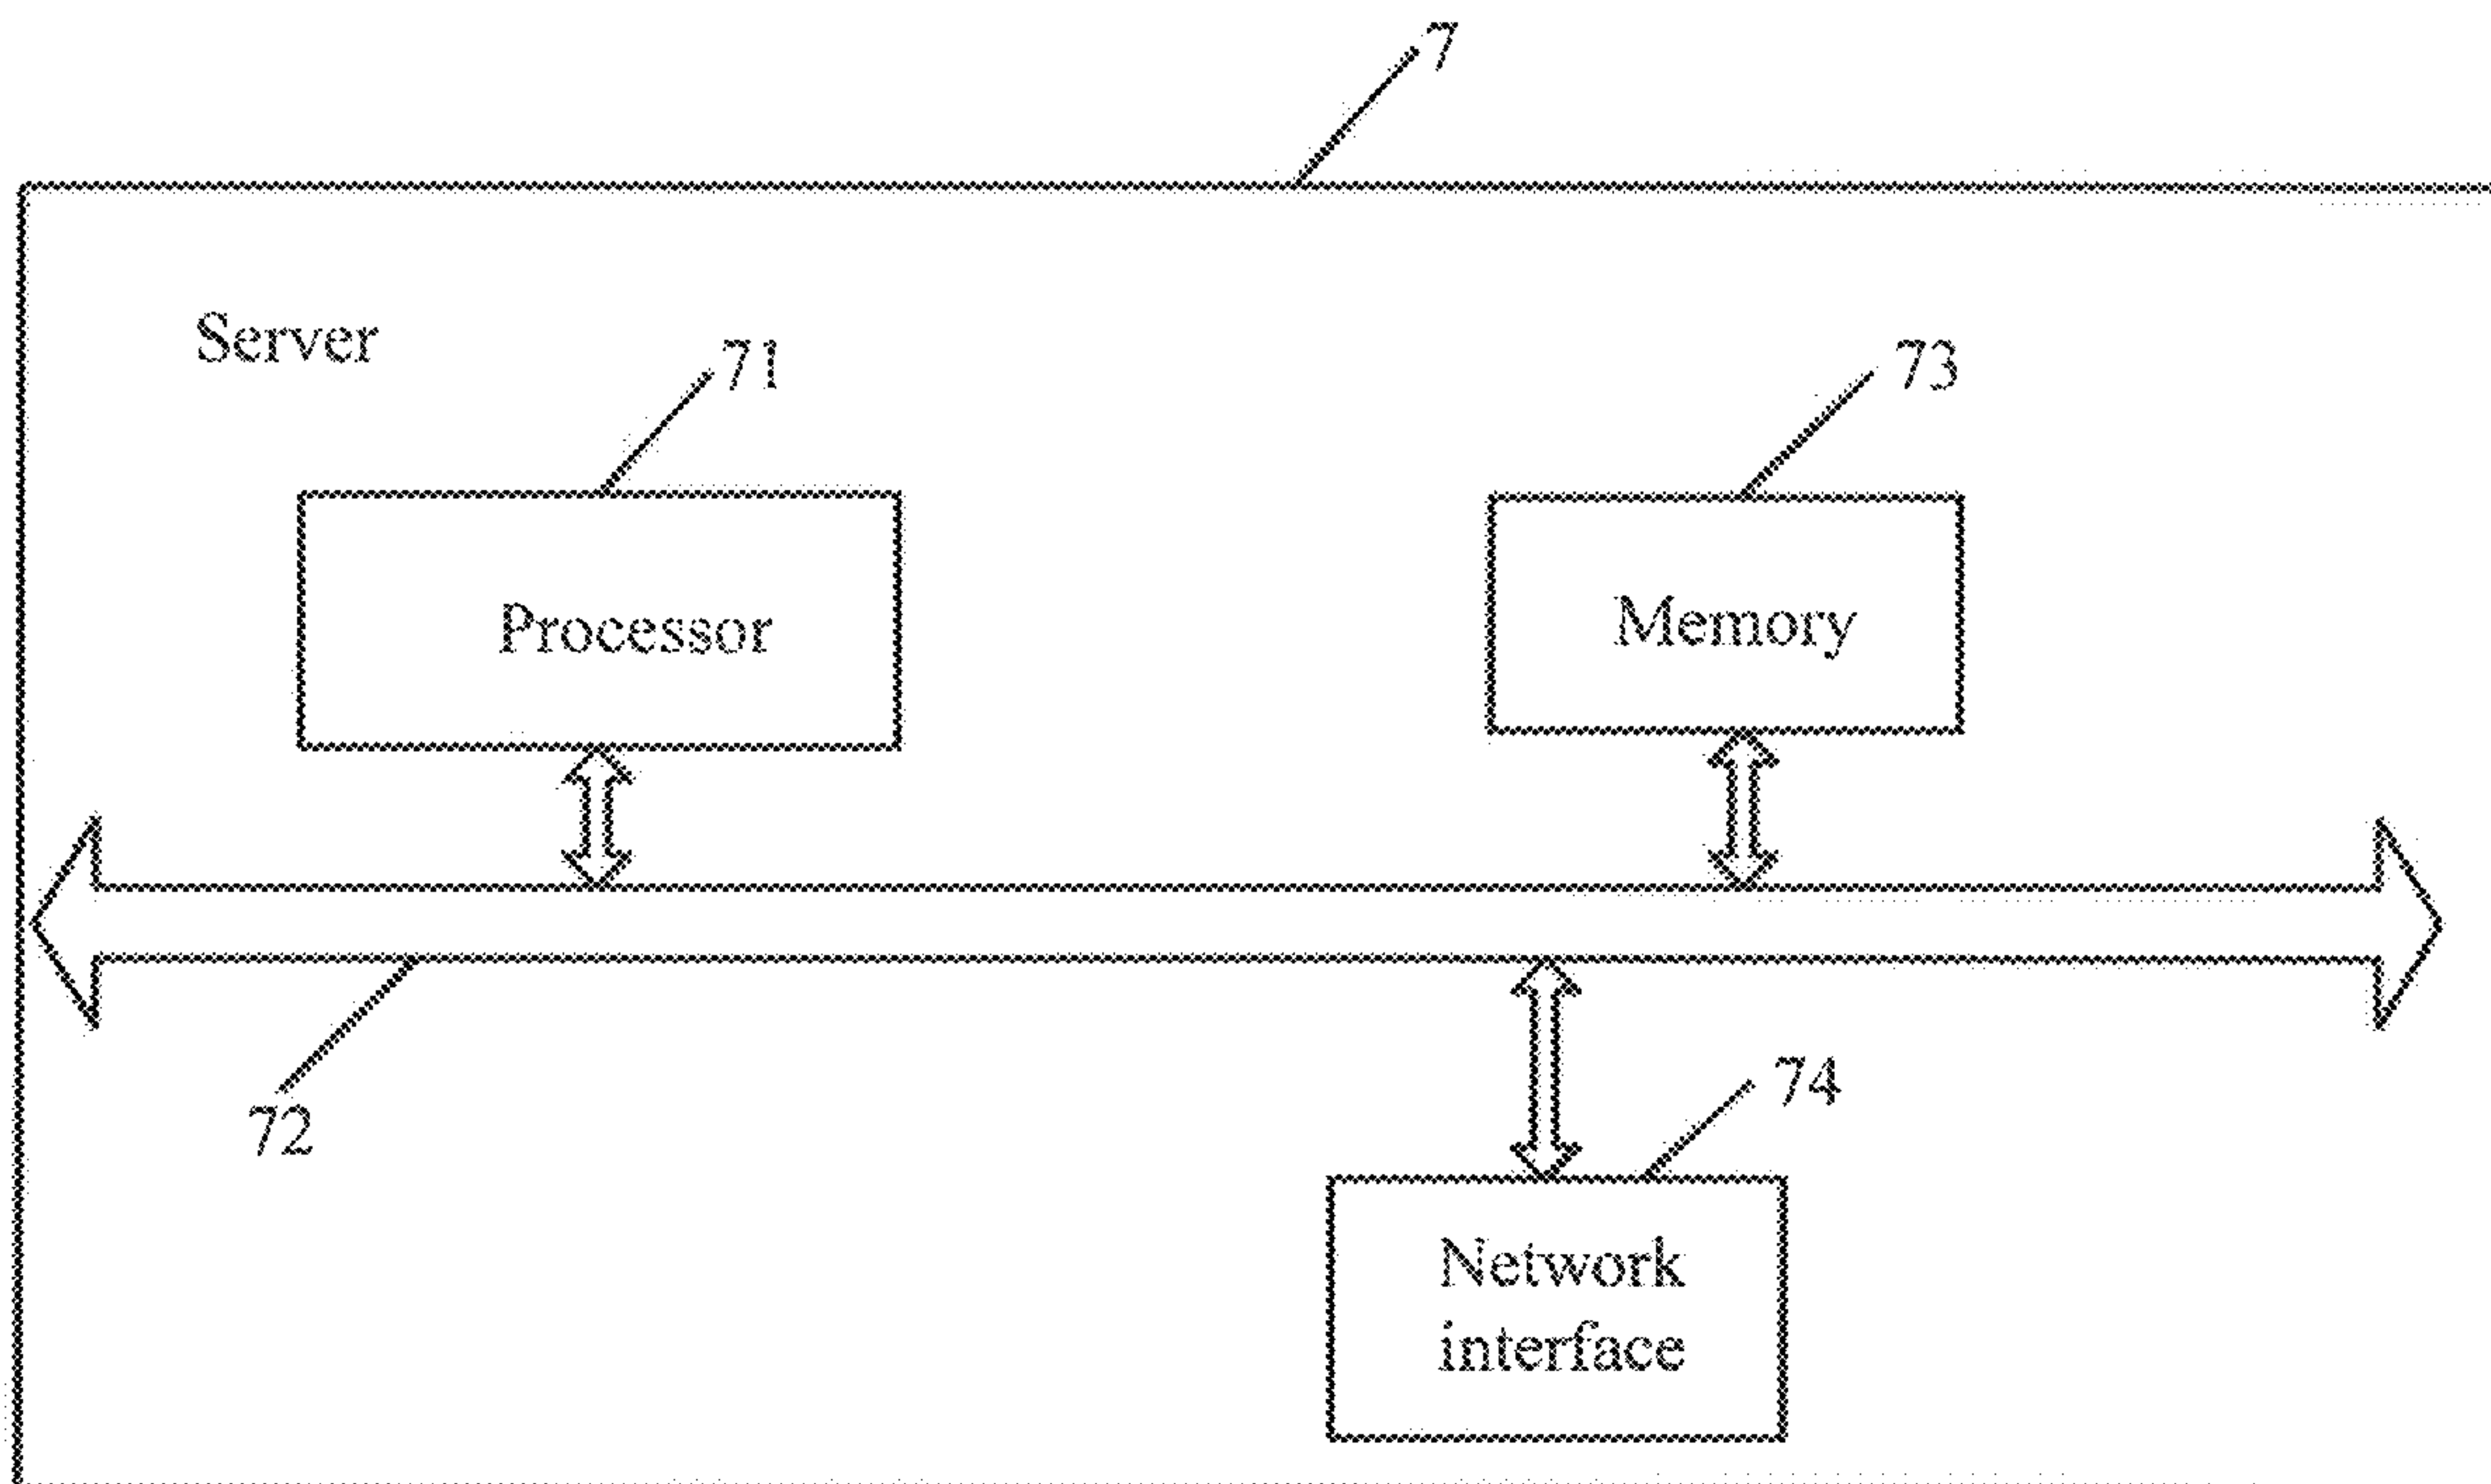 7
Server
71
73
Processor
Memory
72
74
Network
interface